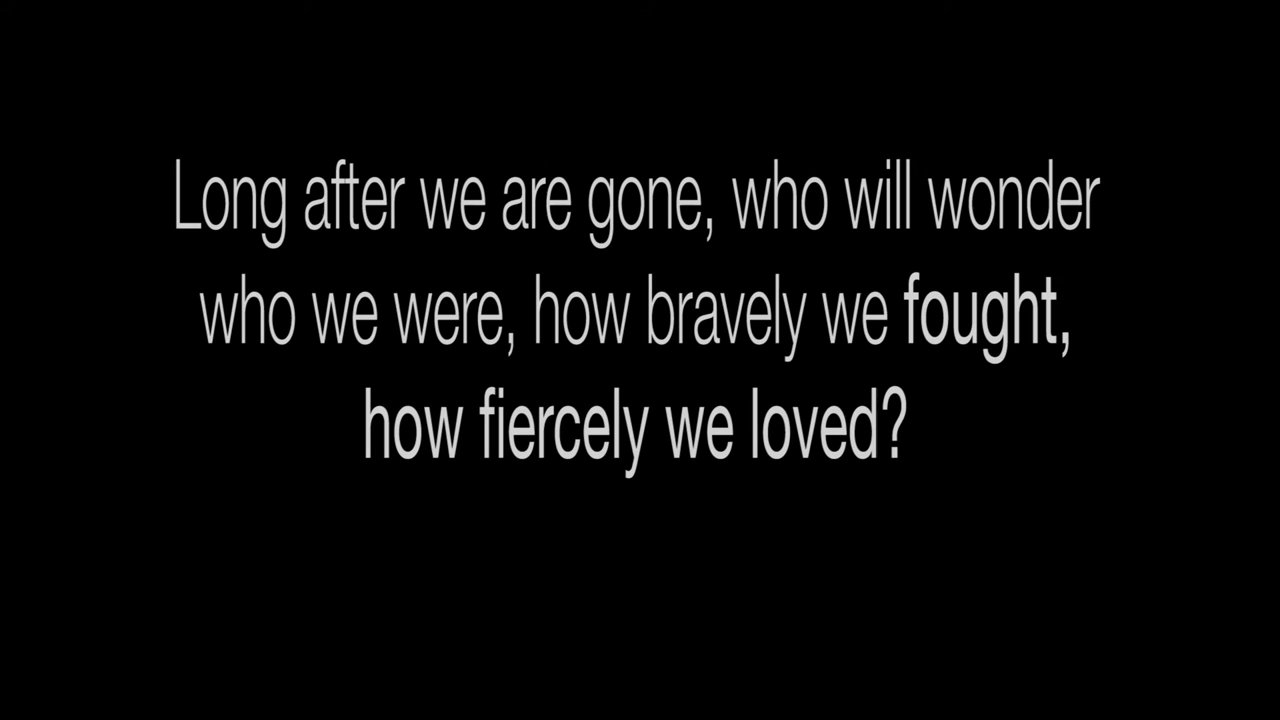 Long after we are gone, who will wonder
who we were, how bravely we fought,
how fiercely we loved?